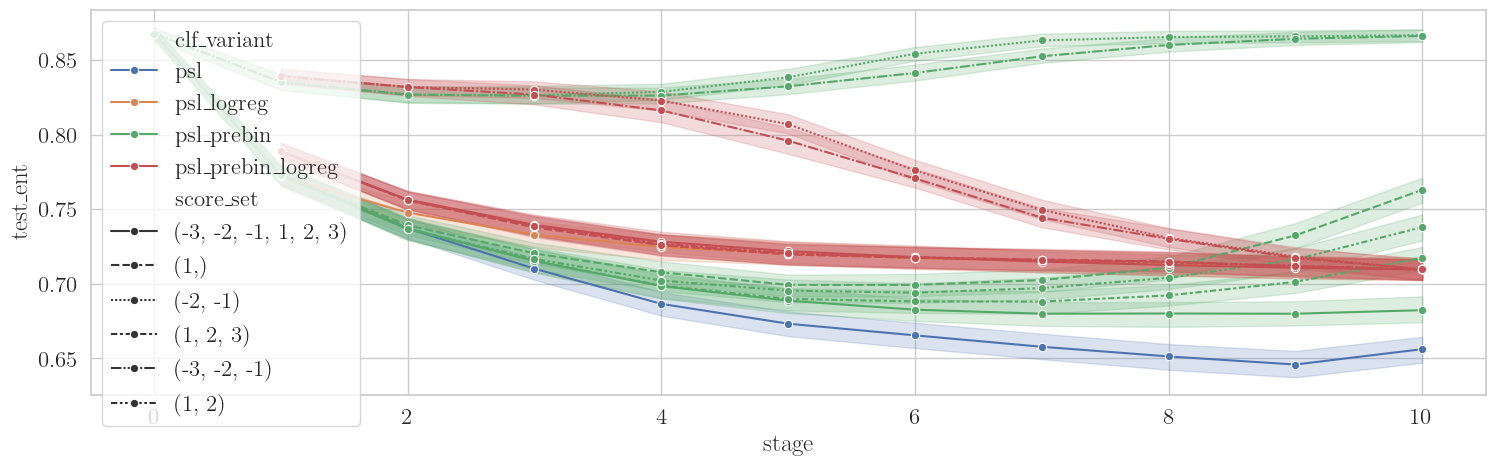 clf_variant
psl
psl_logreg
psl_prebin
psl_prebin_logreg
score_set
(-3, -2, -1, 1, 2, 3)
(1,)
(-2, -1)
(1, 2, 3)
(-3, -2, -1)
(1, 2)
0.85
0.80
0.75
0.70
0.65
test_ent
0 2 4 6 8 10
stage